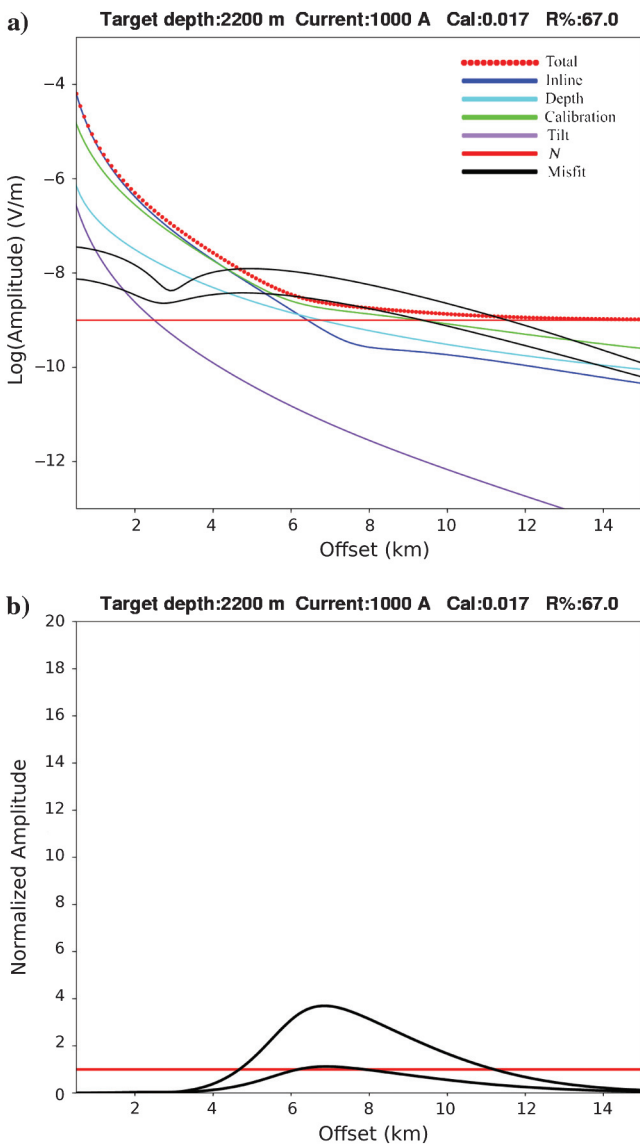 a)
Target depth:2200 m Current:1000 A Cal:0.017 R%:67.0
Total
Inline
Depth
Calibration
Tilt
N
Misfit
Log(Amplitude) (V/m)
−4
−6
−8
−10
−12
2 4 6 8 10 12 14
Offset (km)
b)
Target depth:2200 m Current:1000 A Cal:0.017 R%:67.0
Normalized Amplitude
20
18
16
14
12
10
8
6
4
2
0
2 4 6 8 10 12 14
Offset (km)